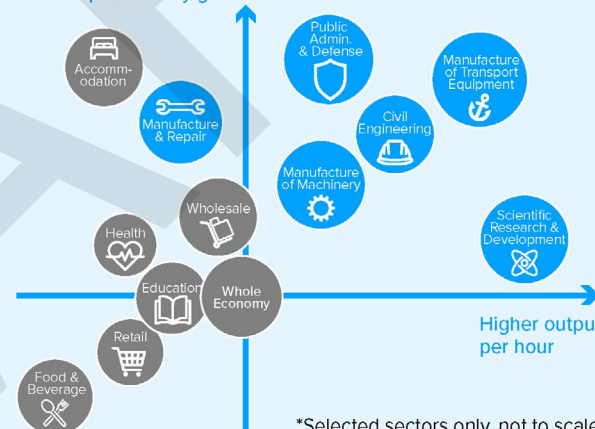 Public
Admin.
& Defense
Accomm-
odation
Manufacture
of Transport
Equipment
Manufacture
& Repair
Civil
Engineering
Manufacture
of Machinery
Wholesale
Scientific
Research &
Development
Health
Education
Whole
Economy
Higher outpu
per hour
Retail
Food &
Beverage
*Selected sectors only, not to scale